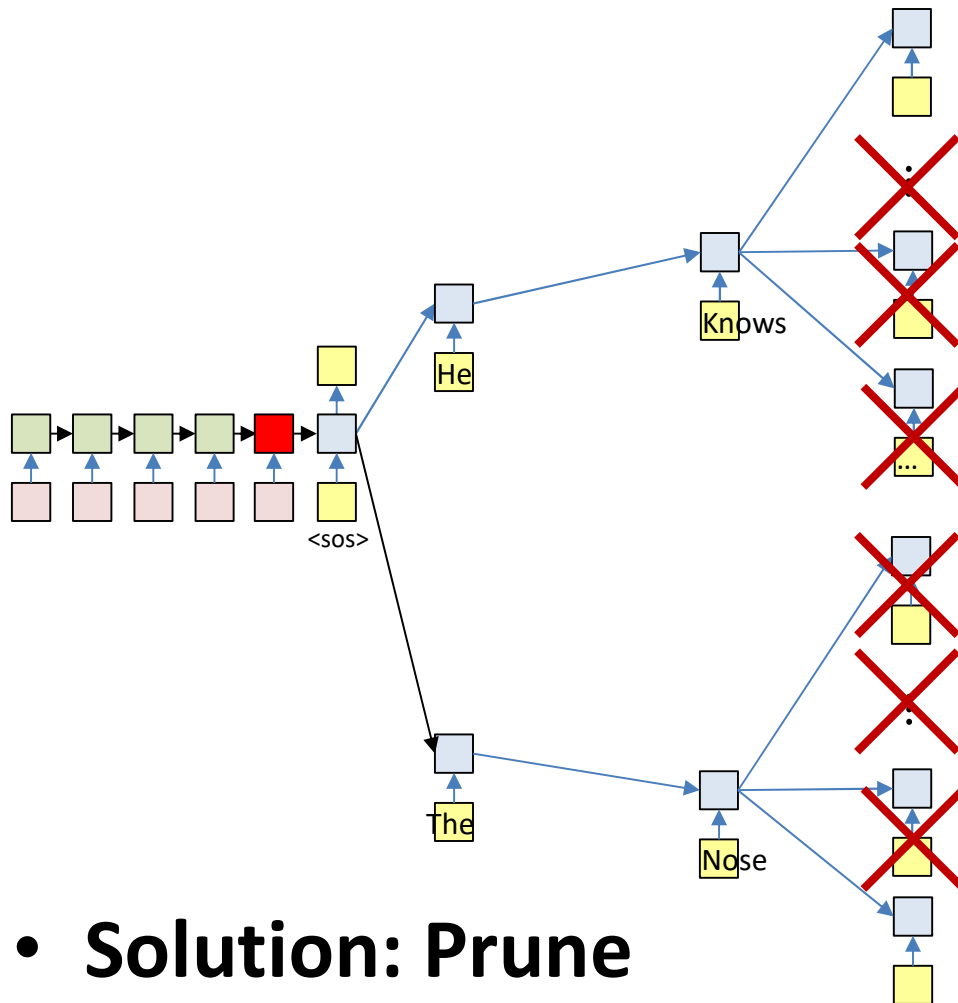 Knows
He
...
<sos>
The
Nose
• Solution: Prune